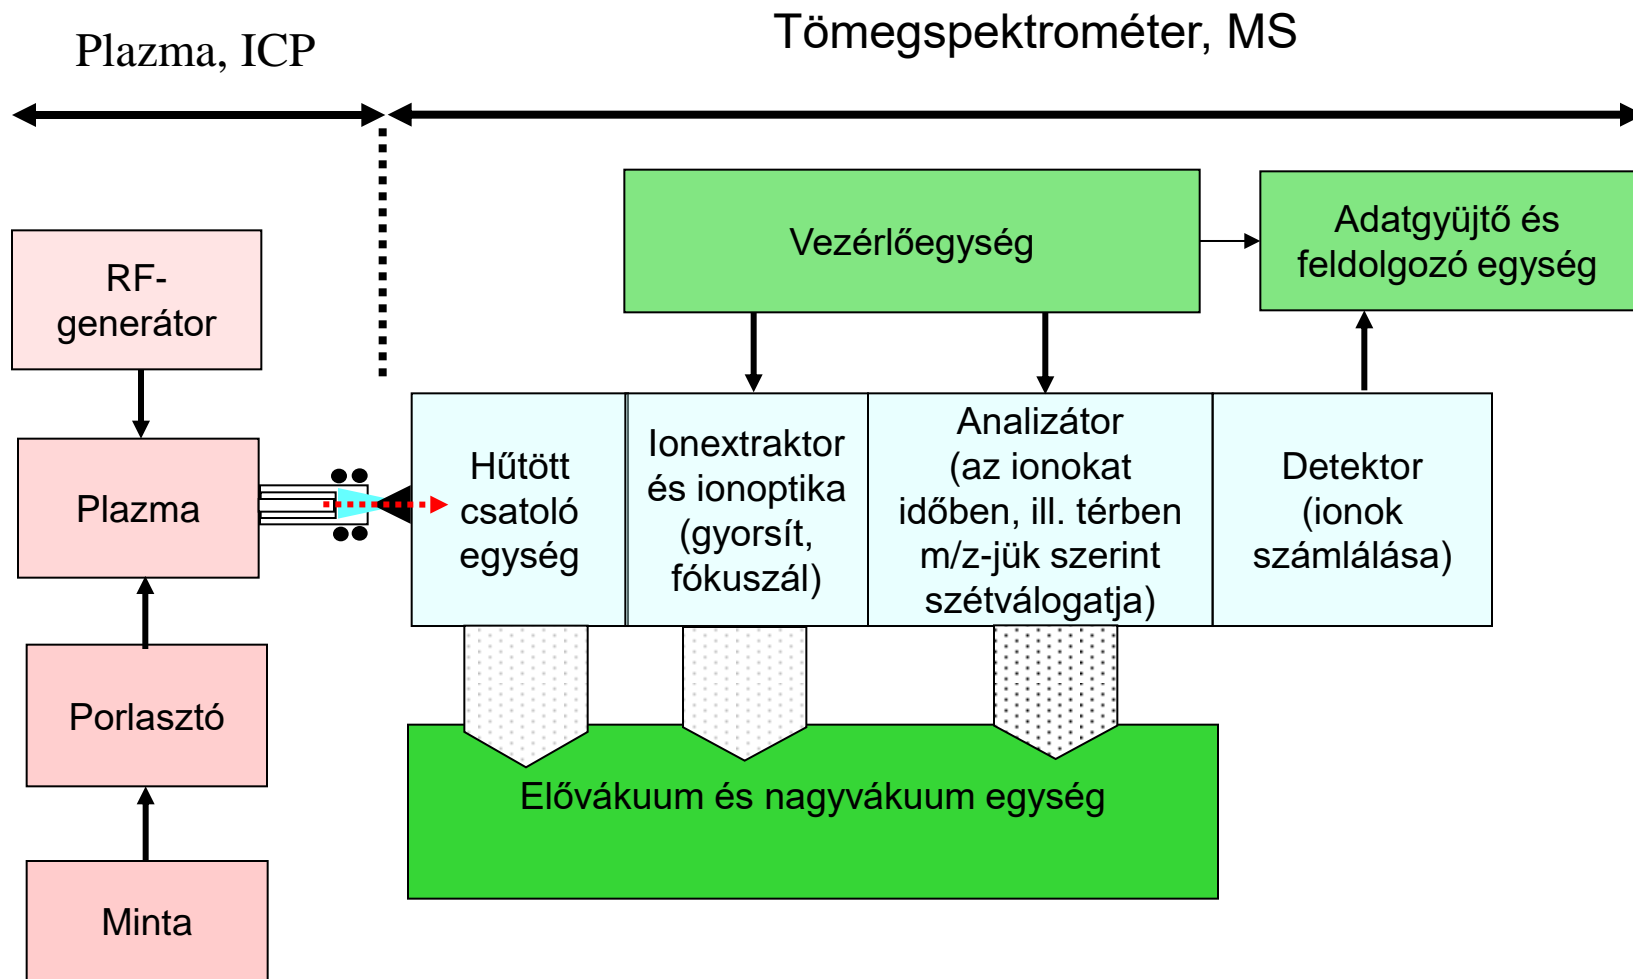 Plazma, ICP
Tömegspektrométer, MS
RF-
generátor
Plazma
Porlasztó
Minta
Vezérlőegység
Adatgyüjtő és
feldolgozó egység
Hűtött
csatoló
egység
Ionextraktor
és ionoptika
(gyorsít,
fókuszál)
Analizátor
(az ionokat
időben, ill. térben
m/z-jük szerint
szétválogatja)
Detektor
(ionok
számlálása)
Elővákuum és nagyvákuum egység